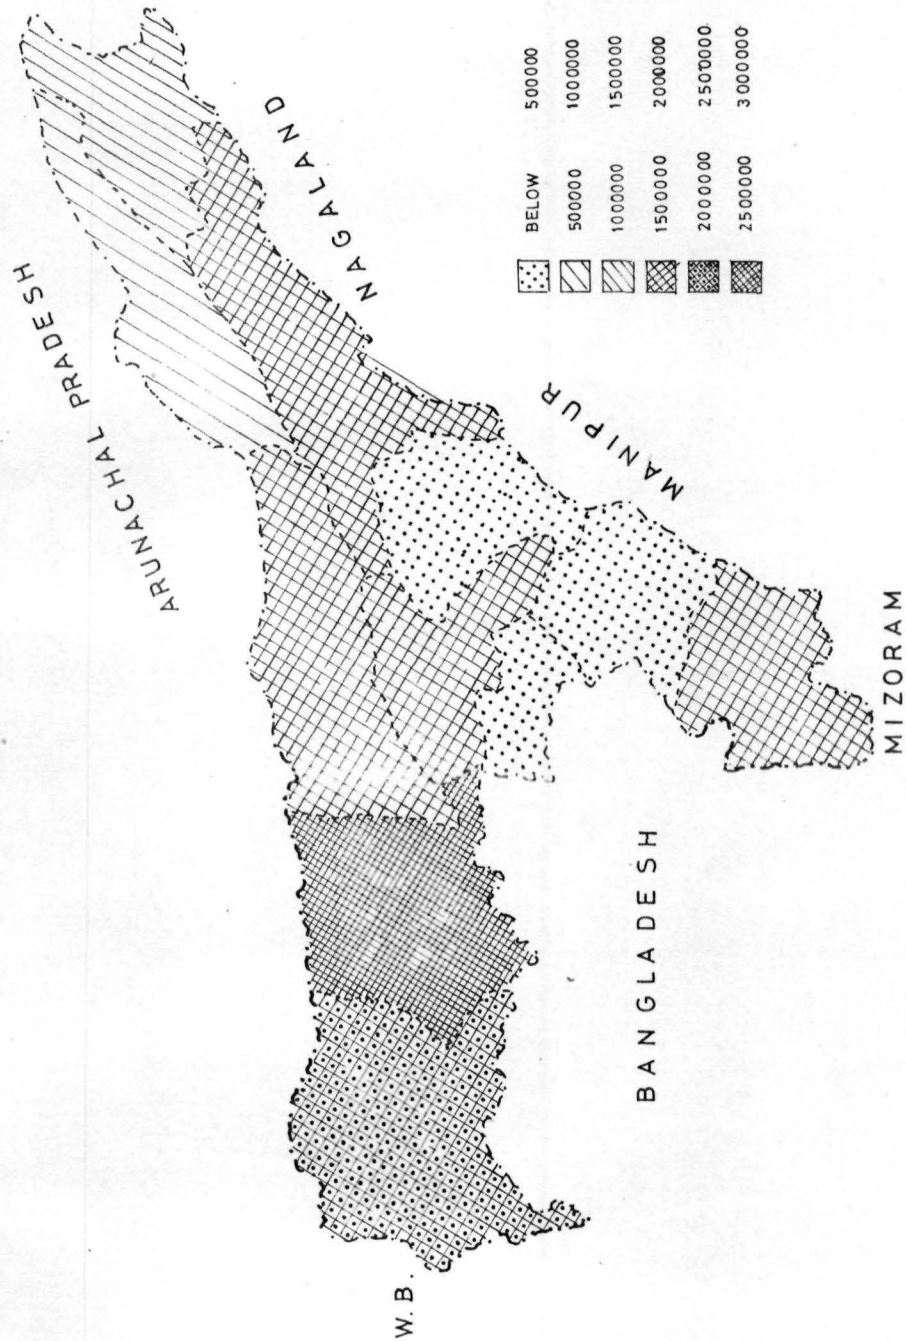 ARUNACHAL PRADESH
NAGALAND
MANIPUR
MIZORAM
BANGLADESH
W.B.
BELOW 500000
500000 1000000
1000000 1500000
1500000 2000000
2000000 2500000
2500000 3000000